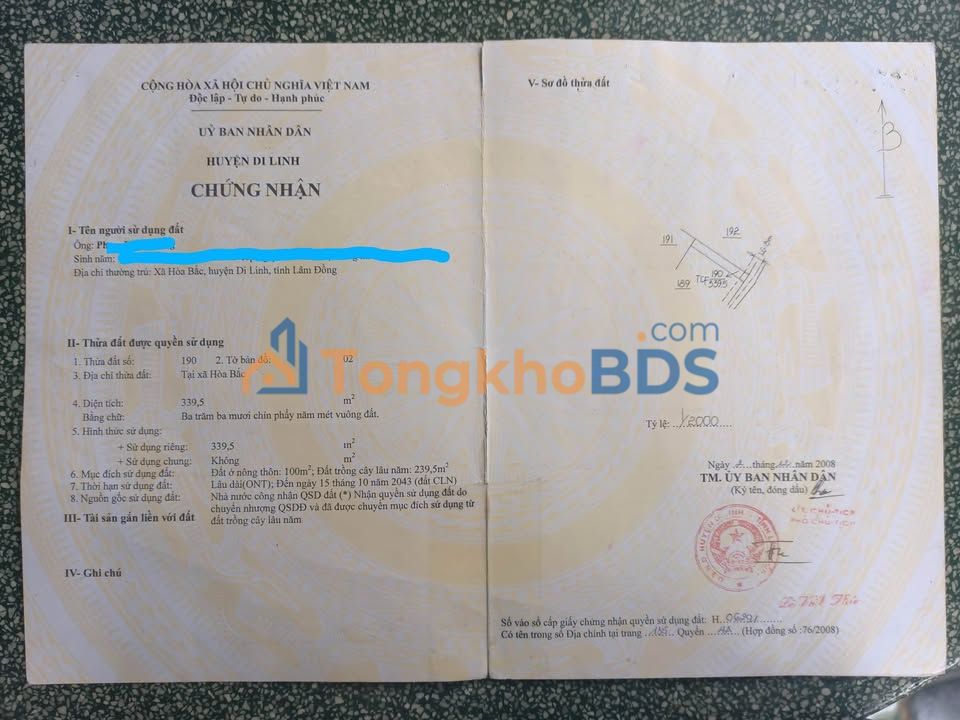 CỘNG HÒA XÃ HỘI CHỦ NGHĨA VIỆT NAM
Độc lập - Tự do - Hạnh phúc
UỶ BAN NHÂN DÂN
HUYỆN DI LINH
CHỨNG NHẬN
I- Tên người sử dụng đất
Ông:
Sinh năm:
Địa chỉ thường trú: Xã Hòa Bắc, huyện Di Linh, tỉnh Lâm Đồng
II- Thửa đất được quyền sử dụng
1. Thửa đất số: 190 2. Tờ bản đồ: 02
3. Địa chỉ thửa đất: Tại xã Hòa Bắc
4. Diện tích: 339,5 m²
Bằng chữ: Ba trăm ba mươi chín phẩy năm mét vuông đất.
5. Hình thức sử dụng:
+ Sử dụng riêng: 339,5 m²
+ Sử dụng chung: Không m²
6. Mục đích sử dụng đất: Đất ở nông thôn: 100m²; Đất trồng cây lâu năm: 239,5m²
7. Thời hạn sử dụng đất: Lâu dài(ONT); Đến ngày 15 tháng 10 năm 2043 (đất CLN)
8. Nguồn gốc sử dụng đất: Nhà nước công nhận QSD đất (*) Nhận quyền sử dụng đất do
chuyển nhượng QSDĐ và đã được chuyển mục đích sử dụng từ
đất trồng cây lâu năm
III- Tài sản gắn liền với đất
IV- Ghi chú
TongkhoBDS.com
V- Sơ đồ thửa đất
B
191
192
189
190
339.5
Tỷ lệ: 1/2000
Ngày tháng năm 2008
TM. ỦY BAN NHÂN DÂN
(Ký tên, đóng dấu)
KT. CHỦ TỊCH
PHÓ CHỦ TỊCH
Số vào sổ cấp giấy chứng nhận quyền sử dụng đất: H
Có tên trong sổ Địa chính tại trang Quyển (Hợp đồng số :76/2008)